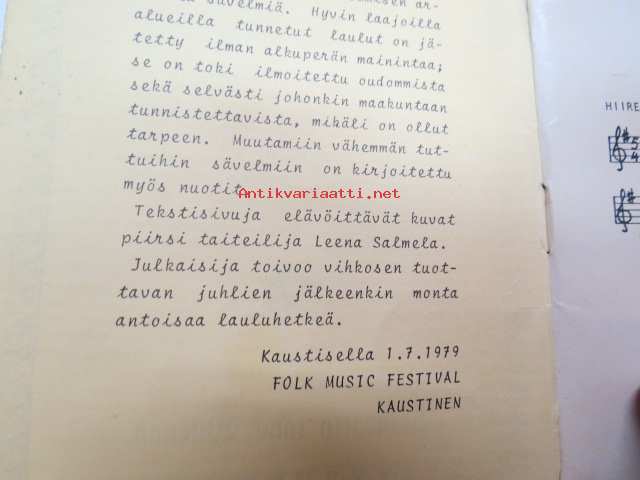 sävelmiä. Hyvin laajoilla
alueilla tunnetut laulut on jä-
tetty ilman alkuperän mainintaa;
se on toki ilmoitettu oudommista
sekä selvästi johonkin maakuntaan
tunnistettavista, mikäli on ollut
tarpeen. Muutamiin vähemmän tut-
tuihin sävelmiin on kirjoitettu
myös nuotit.
Antikvariaatti.net
Tekstisivuja elävöittävät kuvat
piirsi taiteilija Leena Salmela.
Julkaisija toivoo vihkosen tuot-
tavan juhlien jälkeenkin monta
antoisaa lauluhetkeä.
Kaustisella 1.7.1979
FOLK MUSIC FESTIVAL
KAUSTINEN
HIIRE
5
4